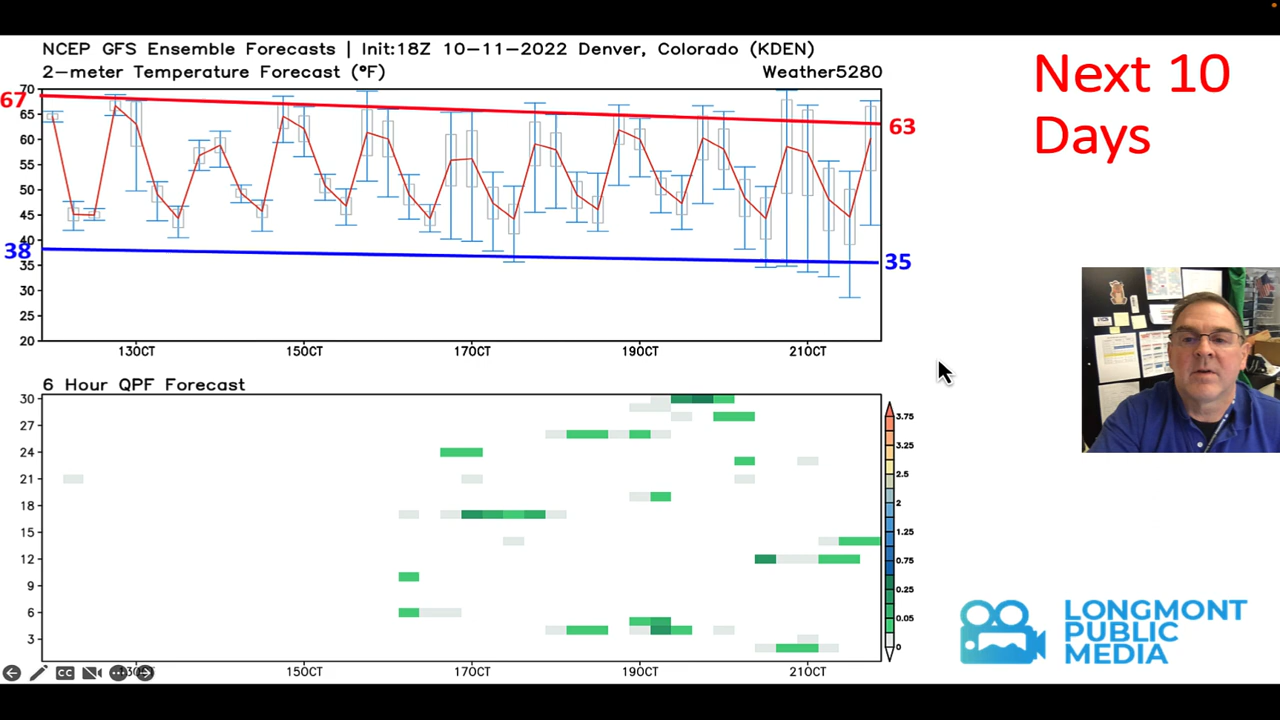 NCEP GFS Ensemble Forecasts | Init:18Z 10-11-2022 Denver, Colorado (KDEN)
2-meter Temperature Forecast (°F)
Weather5280
Next 10
Days
70
67
65
60
55
50
45
40
38
35
30
25
20
63
35
13OCT
15OCT
17OCT
19OCT
21OCT
6 Hour QPF Forecast
30
27
24
21
18
15
12
9
6
3
3.75
3.25
2.5
2
1.25
0.75
0.25
0.05
0
13OCT
15OCT
17OCT
19OCT
21OCT
CC
LONGMONT
PUBLIC
MEDIA